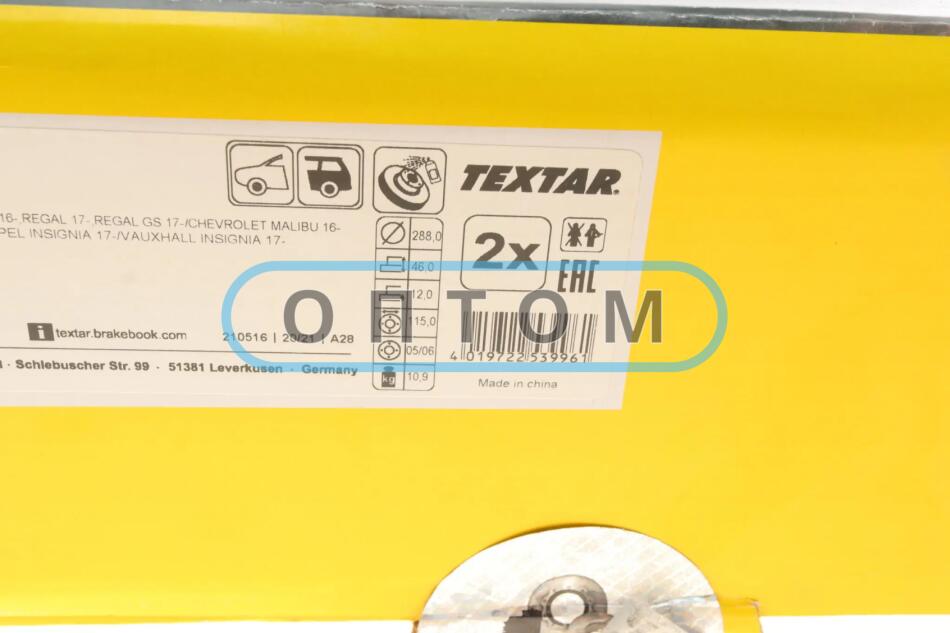 TEXTAR
16-,REGAL 17-,REGAL GS 17-/CHEVROLET MALIBU 16-
PEL INSIGNIA 17-/VAUXHALL INSIGNIA 17-
288,0
2x
46,0
EAC
12,0
ОПТОМ
115,0
i textar.brakebook.com
210516 | 20/21 | A28
05/06
4 019722 539961
· Schlebuscher Str. 99 · 51381 Leverkusen · Germany
kg 10,9
Made in china